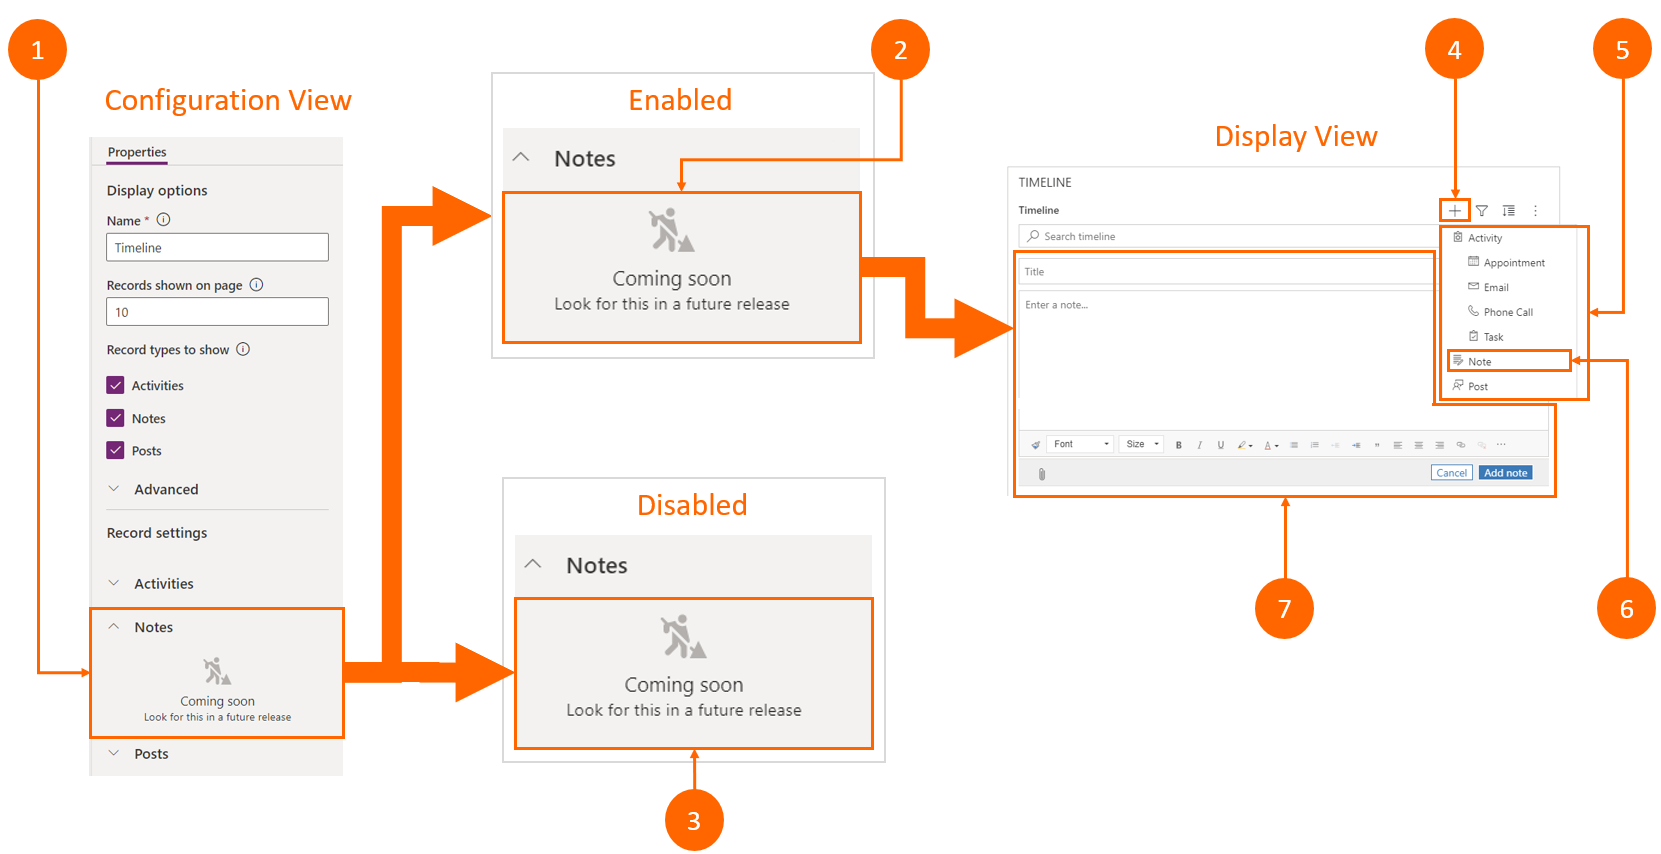 1
Configuration View
Properties
Display options
Name *
Timeline
Records shown on page
10
Record types to show
Activities
Notes
Posts
Advanced
Record settings
Activities
Notes
Coming soon
Look for this in a future release
Posts
2
Enabled
Notes
Coming soon
Look for this in a future release
Disabled
Notes
Coming soon
Look for this in a future release
3
4
5
Display View
TIMELINE
Timeline
Search timeline
Title
Enter a note...
Activity
Appointment
Email
Phone Call
Task
Note
Post
Font
Size
B I U A
Cancel
Add note
7
6